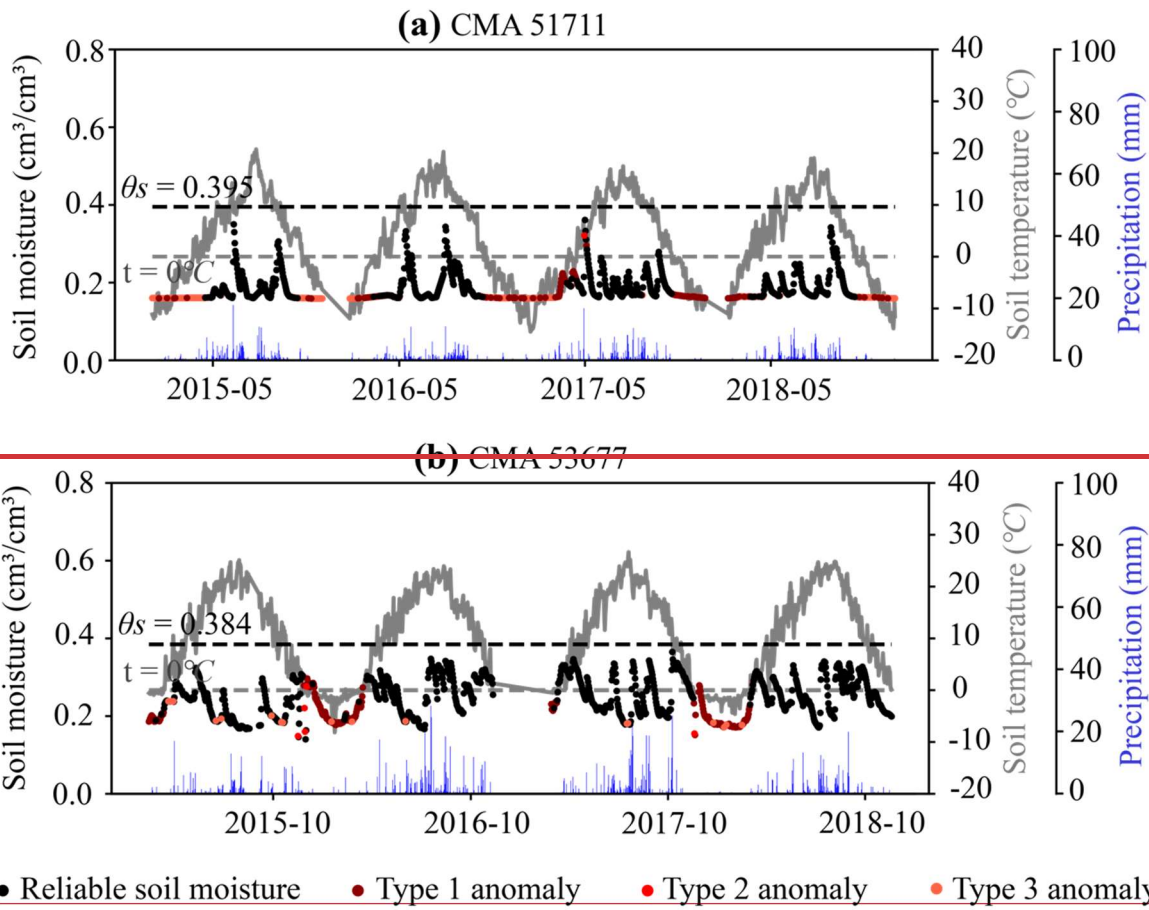 (a) CMA 51711
Soil moisture (cm³/cm³)
0.8
0.6
0.4
0.2
0.0
θs = 0.395
t = 0℃
40
30
20
10
0
-10
-20
Soil temperature (℃)
100
80
60
40
20
0
Precipitation (mm)
2015-05
2016-05
2017-05
2018-05
(b) CMA 53677
Soil moisture (cm³/cm³)
0.8
0.6
0.4
0.2
0.0
θs = 0.384
t = 0℃
40
30
20
10
0
-10
-20
Soil temperature (℃)
100
80
60
40
20
0
Precipitation (mm)
2015-10
2016-10
2017-10
2018-10
Reliable soil moisture
Type 1 anomaly
Type 2 anomaly
Type 3 anomaly